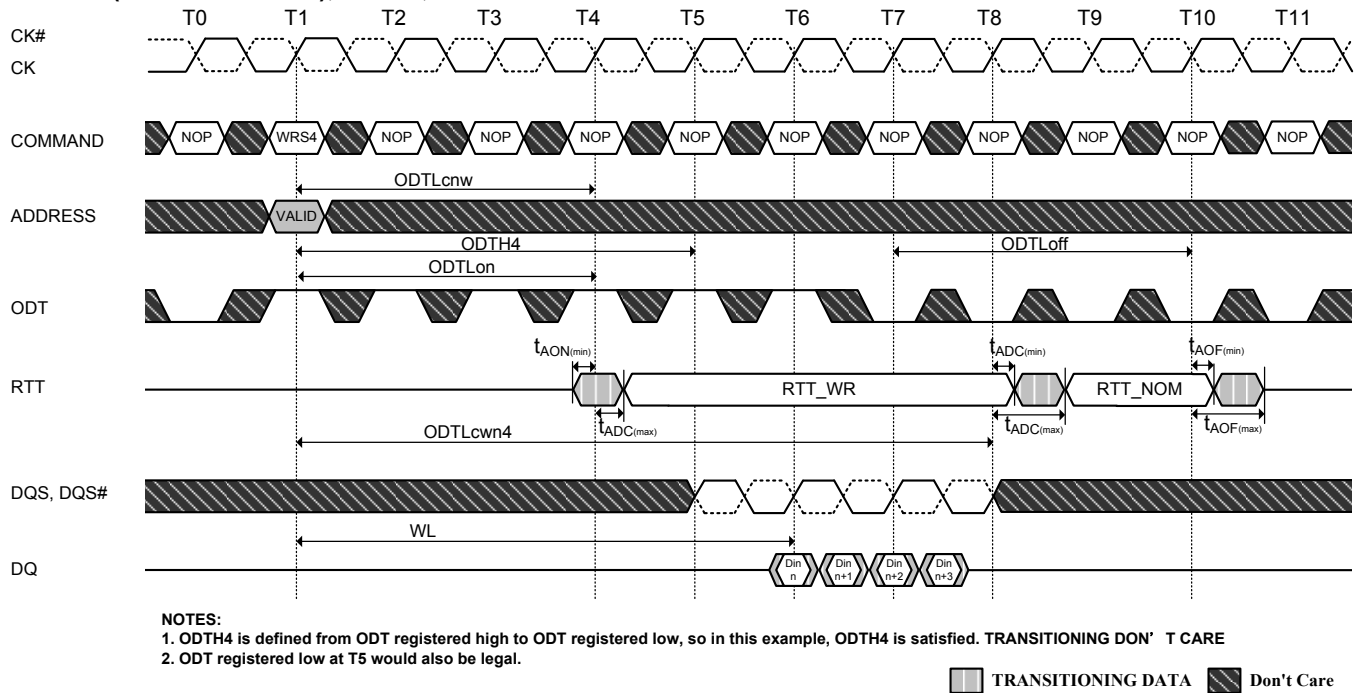 T0 T1 T2 T3 T4 T5 T6 T7 T8 T9 T10 T11
CK#
CK
COMMAND NOP WRS4 NOP NOP NOP NOP NOP NOP NOP NOP NOP NOP
ODTLcnw
ADDRESS VALID
ODTH4 ODTLoff
ODTLon
ODT
tAON(min) tADC(min) tAOF(min)
RTT RTT_WR RTT_NOM
tADC(max) tADC(max) tAOF(max)
ODTLcwn4
DQS, DQS#
WL
DQ Din n Din n+1 Din n+2 Din n+3
NOTES:
1. ODTH4 is defined from ODT registered high to ODT registered low, so in this example, ODTH4 is satisfied. TRANSITIONING DON' T CARE
2. ODT registered low at T5 would also be legal.
TRANSITIONING DATA Don't Care